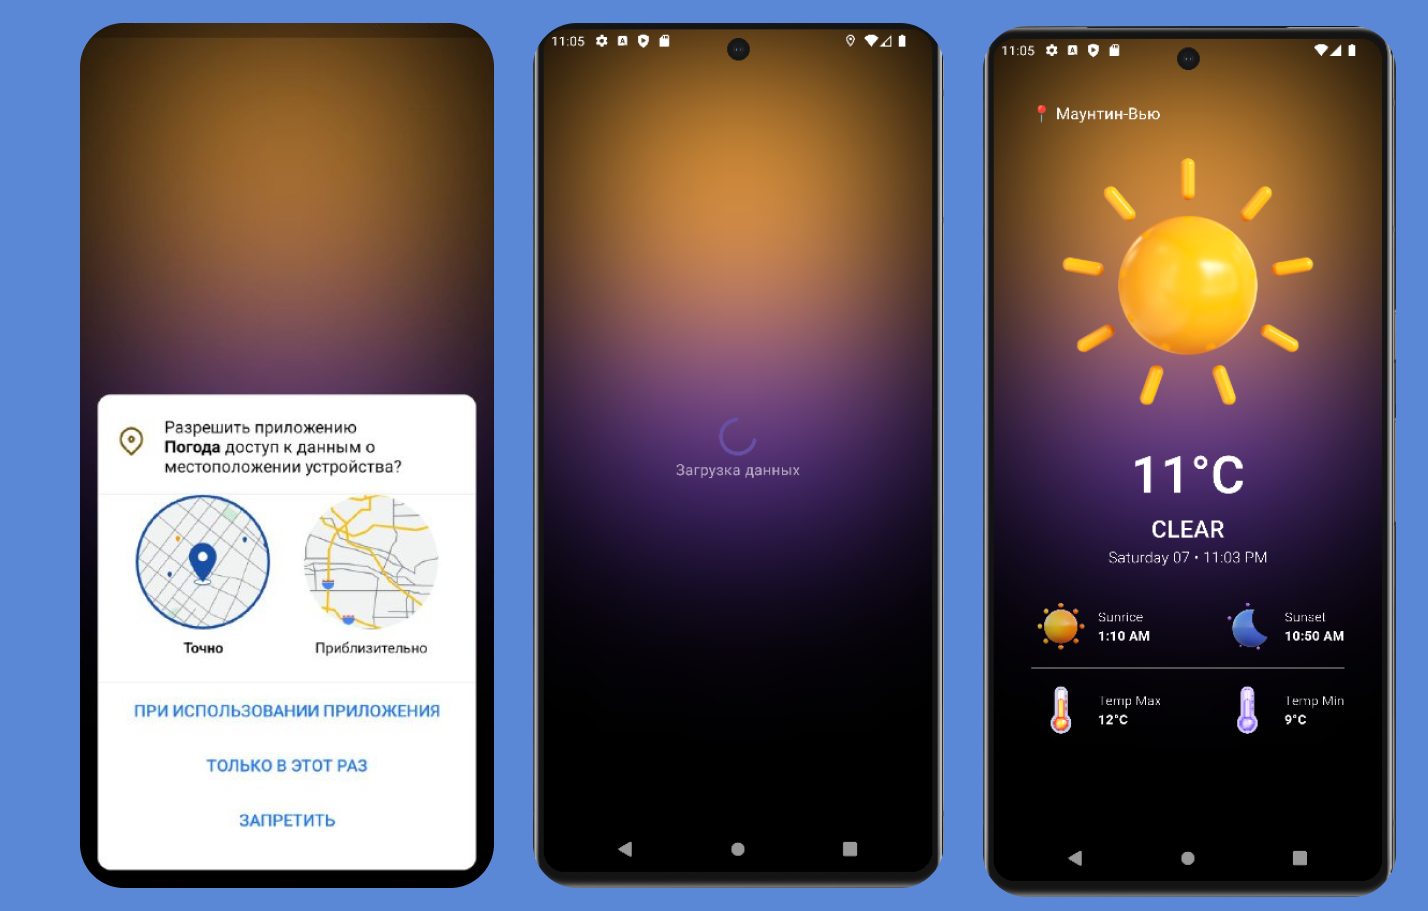 Разрешить приложению
Погода доступ к данным о
местоположении устройства?
Точно
Приблизительно
ПРИ ИСПОЛЬЗОВАНИИ ПРИЛОЖЕНИЯ
ТОЛЬКО В ЭТОТ РАЗ
ЗАПРЕТИТЬ
11:05
Загрузка данных
11:05
Маунтин-Вью
11°C
CLEAR
Saturday 07 • 11:03 PM
Sunrice
1:10 AM
Sunset
10:50 AM
Temp Max
12°C
Temp Min
9°C